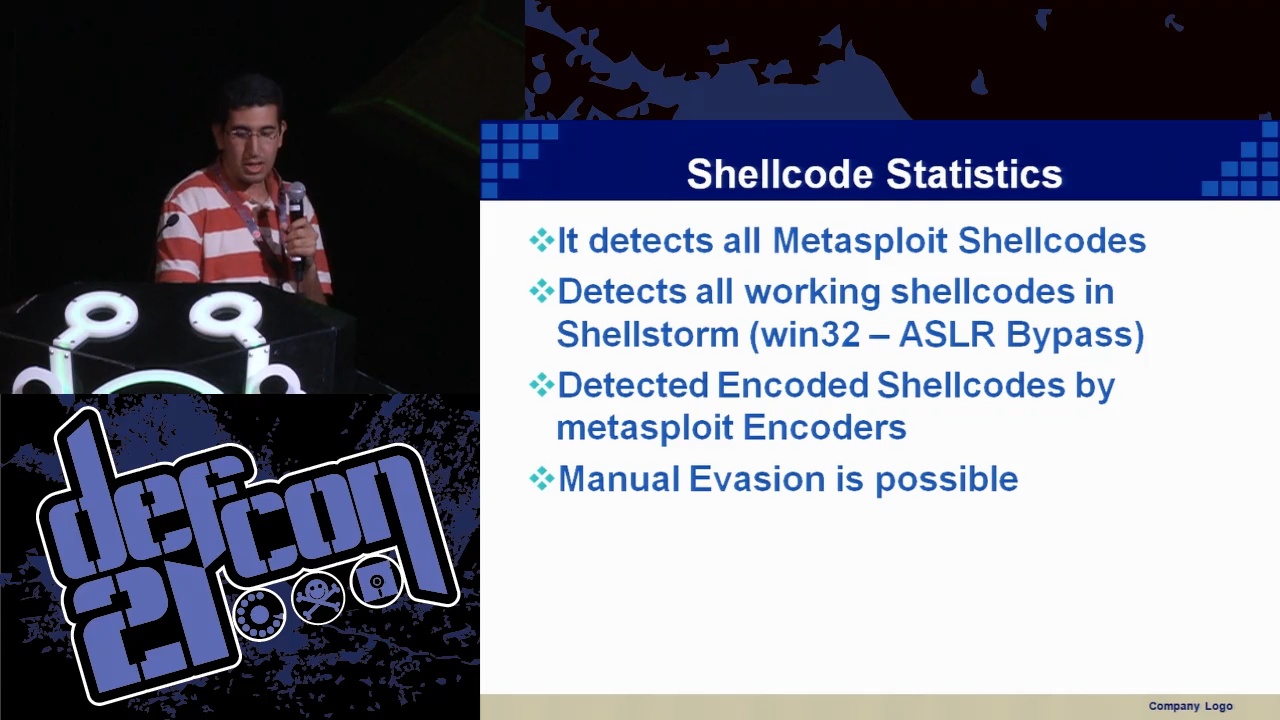 Shellcode Statistics
It detects all Metasploit Shellcodes
Detects all working shellcodes in
Shellstorm (win32 – ASLR Bypass)
Detected Encoded Shellcodes by
metasploit Encoders
Manual Evasion is possible
defcon
21
Company Logo